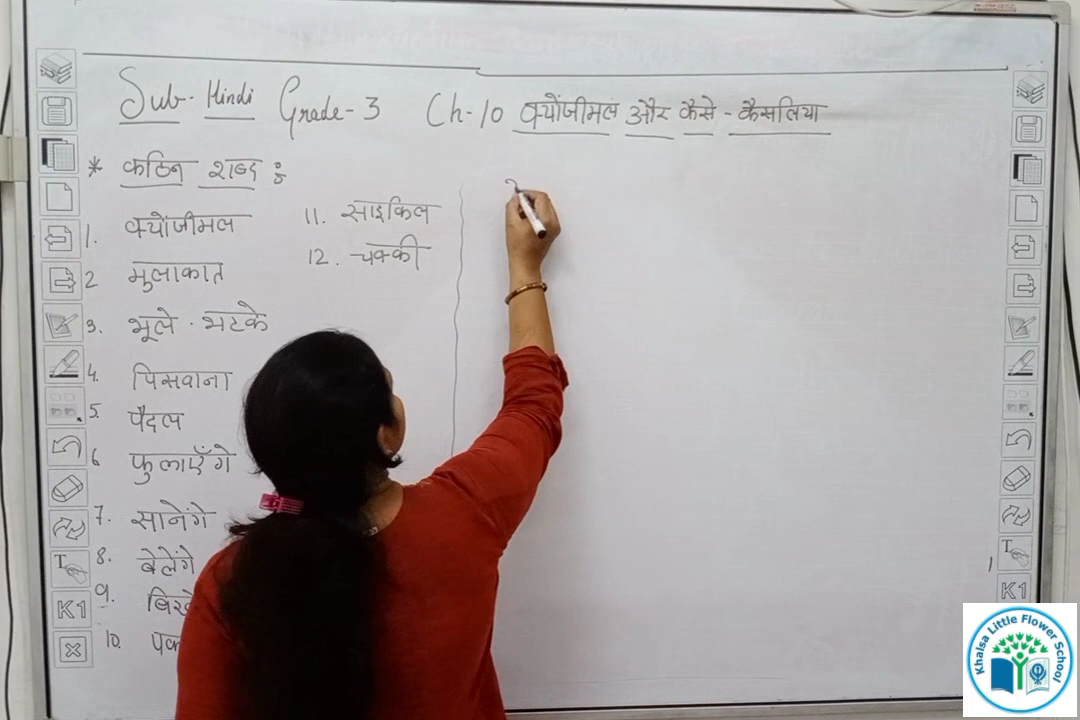 Sub- Hindi Grade-3 Ch-10 क्योंजीमल और कैसे - कैसलिया
* कठिन शब्द :
1. क्योंजीमल
2 मुलाकात
3. भूले - भटके
4. पिसवाना
5. पैदल
6 फुलाएँगे
7. सानेंगे
8. बेलेंगे
9.
10.
11. साइकिल
12. चक्की
T
K1
T
K1
Khalsa Little Flower School